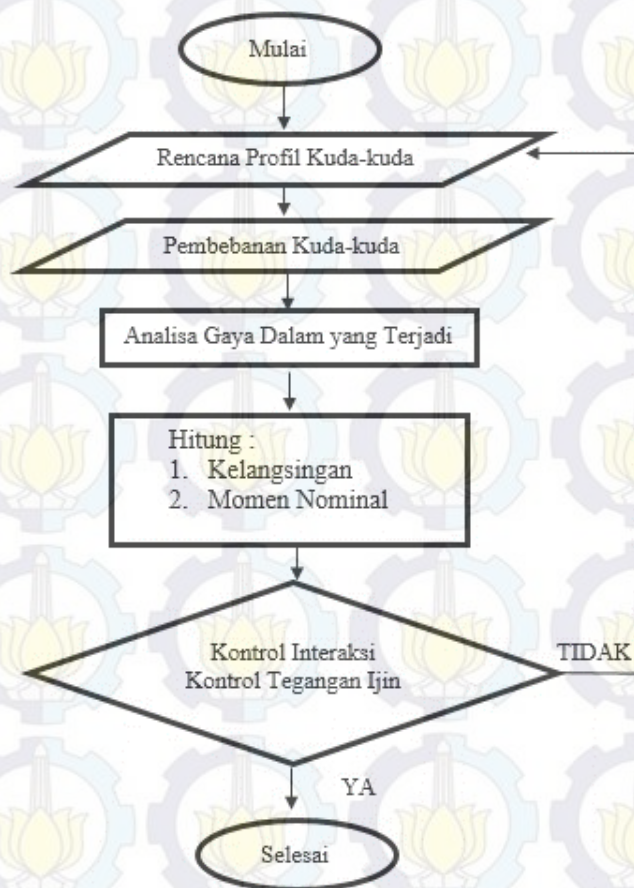 Mulai
Rencana Profil Kuda-kuda
Pembebanan Kuda-kuda
Analisa Gaya Dalam yang Terjadi
Hitung :
1. Kelangsingan
2. Momen Nominal
Kontrol Interaksi
Kontrol Tegangan Ijin
TIDAK
YA
Selesai